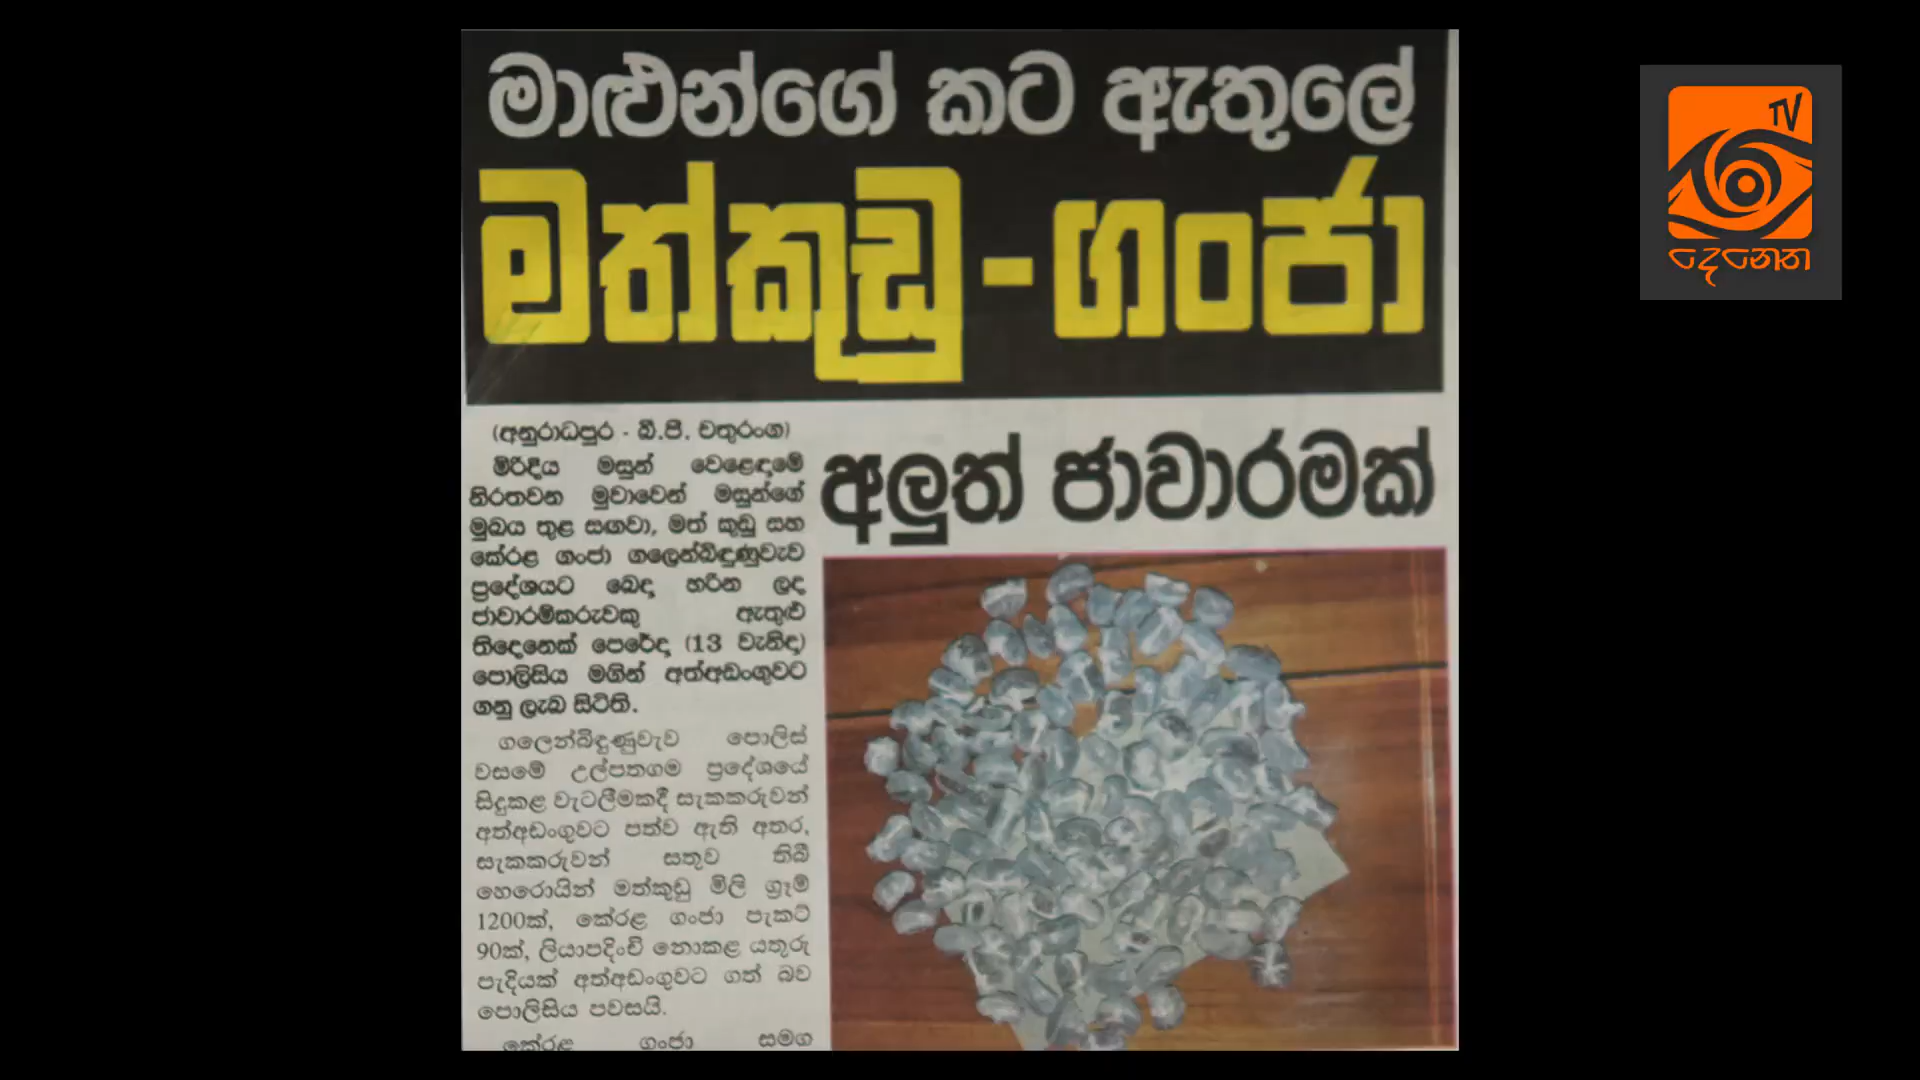 මාළුන්ගේ කට ඇතුලේ
මත්කුඩු - ගංජා
අලුත් ජාවාරමක්
(අනුරාධපුර - බී.පී. චතුරංග)
මිරිදිය මසුන් වෙළෙඳාමේ
නිරතවන මුවාවෙන් මසුන්ගේ
මුඛය තුළ සඟවා, මත් කුඩු සහ
කේරළ ගංජා ගලෙන්බිඳුණුවැව
ප්‍රදේශයට බෙදා හරින ලද
ජාවාරම්කරුවකු ඇතුළු
තිදෙනෙක් පෙරේදා (13 වැනිදා)
පොලිසිය මගින් අත්අඩංගුවට
ගනු ලැබ සිටිති.
ගලෙන්බිඳුණුවැව පොලිස්
වසමේ උල්පතගම ප්‍රදේශයේ
සිදුකළ වැටලීමකදී සැකකරුවන්
අත්අඩංගුවට පත්ව ඇති අතර,
සැකකරුවන් සතුව තිබී
හෙරොයින් මත්කුඩු මිලි ග්‍රෑම්
1200ක්, කේරළ ගංජා පැකට්
90ක්, ලියාපදිංචි නොකළ යතුරු
පැදියක් අත්අඩංගුවට ගත් බව
පොලිසිය පවසයි.
කේරළ ගංජා සමග
TV
දෙනෙත